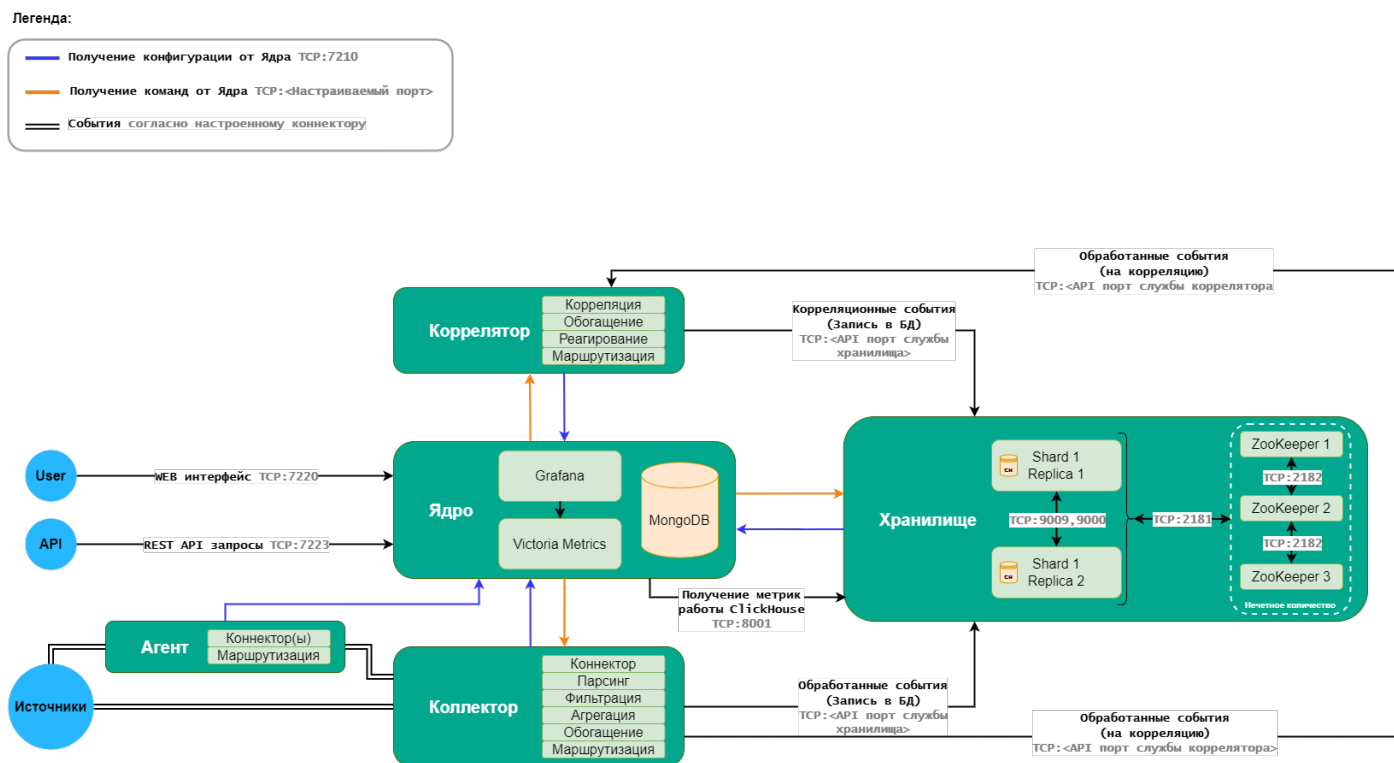 Легенда:
Получение конфигурации от Ядра TCP:7210
Получение команд от Ядра TCP:<Настраиваемый порт>
События согласно настроенному коннектору
Обработанные события
(на корреляцию)
TCP:<API порт службы коррелятора
Коррелятор
Корреляция
Обогащение
Реагирование
Маршрутизация
Корреляционные события
(Запись в БД)
TCP:<API порт службы
хранилища>
User
WEB интерфейс TCP:7220
API
REST API запросы TCP:7223
Ядро
Grafana
Victoria Metrics
MongoDB
Хранилище
CH
Shard 1
Replica 1
TCP:9009,9000
CH
Shard 1
Replica 2
TCP:2181
ZooKeeper 1
TCP:2182
ZooKeeper 2
TCP:2182
ZooKeeper 3
Нечетное количество
Получение метрик
работы ClickHouse
TCP:8001
Агент
Коннектор(ы)
Маршрутизация
Источники
Коллектор
Коннектор
Парсинг
Фильтрация
Агрегация
Обогащение
Маршрутизация
Обработанные события
(Запись в БД)
TCP:<API порт службы
хранилища>
Обработанные события
(на корреляцию)
TCP:<API порт службы коррелятора>